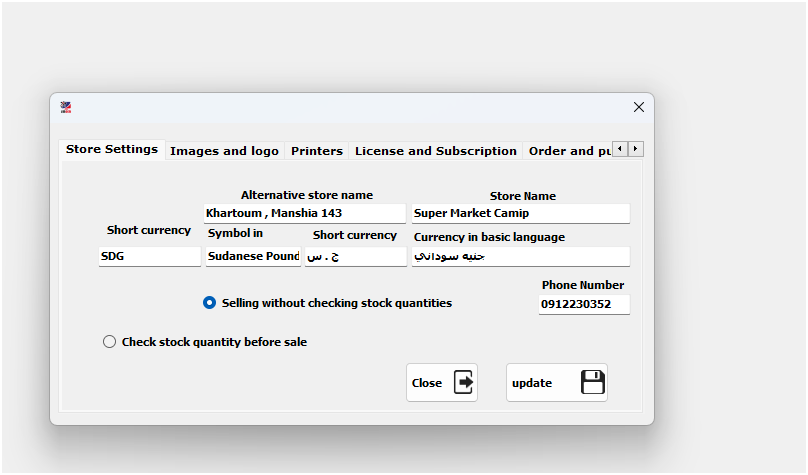 Store Settings
Images and logo
Printers
License and Subscription
Order and pu
Alternative store name
Store Name
Khartoum , Manshia 143
Super Market Camip
Short currency
Symbol in
Short currency
Currency in basic language
SDG
Sudanese Pound
ج . س
جنيه سوداني
Phone Number
Selling without checking stock quantities
0912230352
Check stock quantity before sale
Close
update